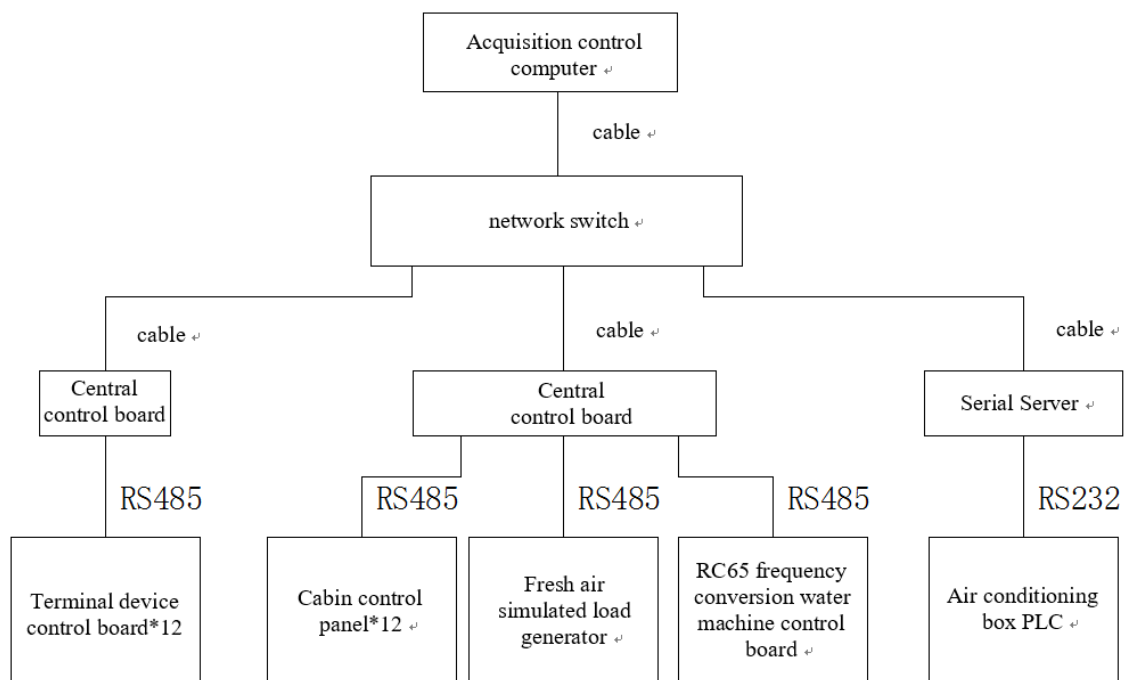 Acquisition control
computer
cable
network switch
cable
cable
cable
Central
control board
Central
control board
Serial Server
RS485
RS485
RS485
RS485
RS232
Terminal device
control board*12
Cabin control
panel*12
Fresh air
simulated load
generator
RC65 frequency
conversion water
machine control
board
Air conditioning
box PLC